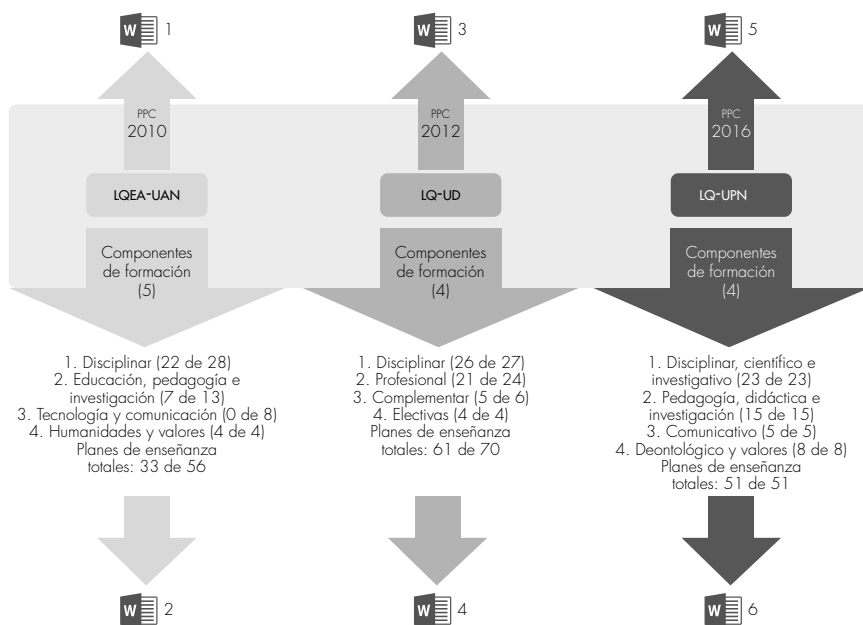 W 1
PPC
2010
LQEA-UAN
Componentes
de formación
(5)
1. Disciplinar (22 de 28)
2. Educación, pedagogía e
investigación (7 de 13)
3. Tecnología y comunicación (0 de 8)
4. Humanidades y valores (4 de 4)
Planes de enseñanza
totales: 33 de 56
W 2
W 3
PPC
2012
LQ-UD
Componentes
de formación
(4)
1. Disciplinar (26 de 27)
2. Profesional (21 de 24)
3. Complementar (5 de 6)
4. Electivas (4 de 4)
Planes de enseñanza
totales: 61 de 70
W 4
W 5
PPC
2016
LQ-UPN
Componentes
de formación
(4)
1. Disciplinar, científico e
investigativo (23 de 23)
2. Pedagogía, didáctica e
investigación (15 de 15)
3. Comunicativo (5 de 5)
4. Deontológico y valores (8 de 8)
Planes de enseñanza
totales: 51 de 51
W 6